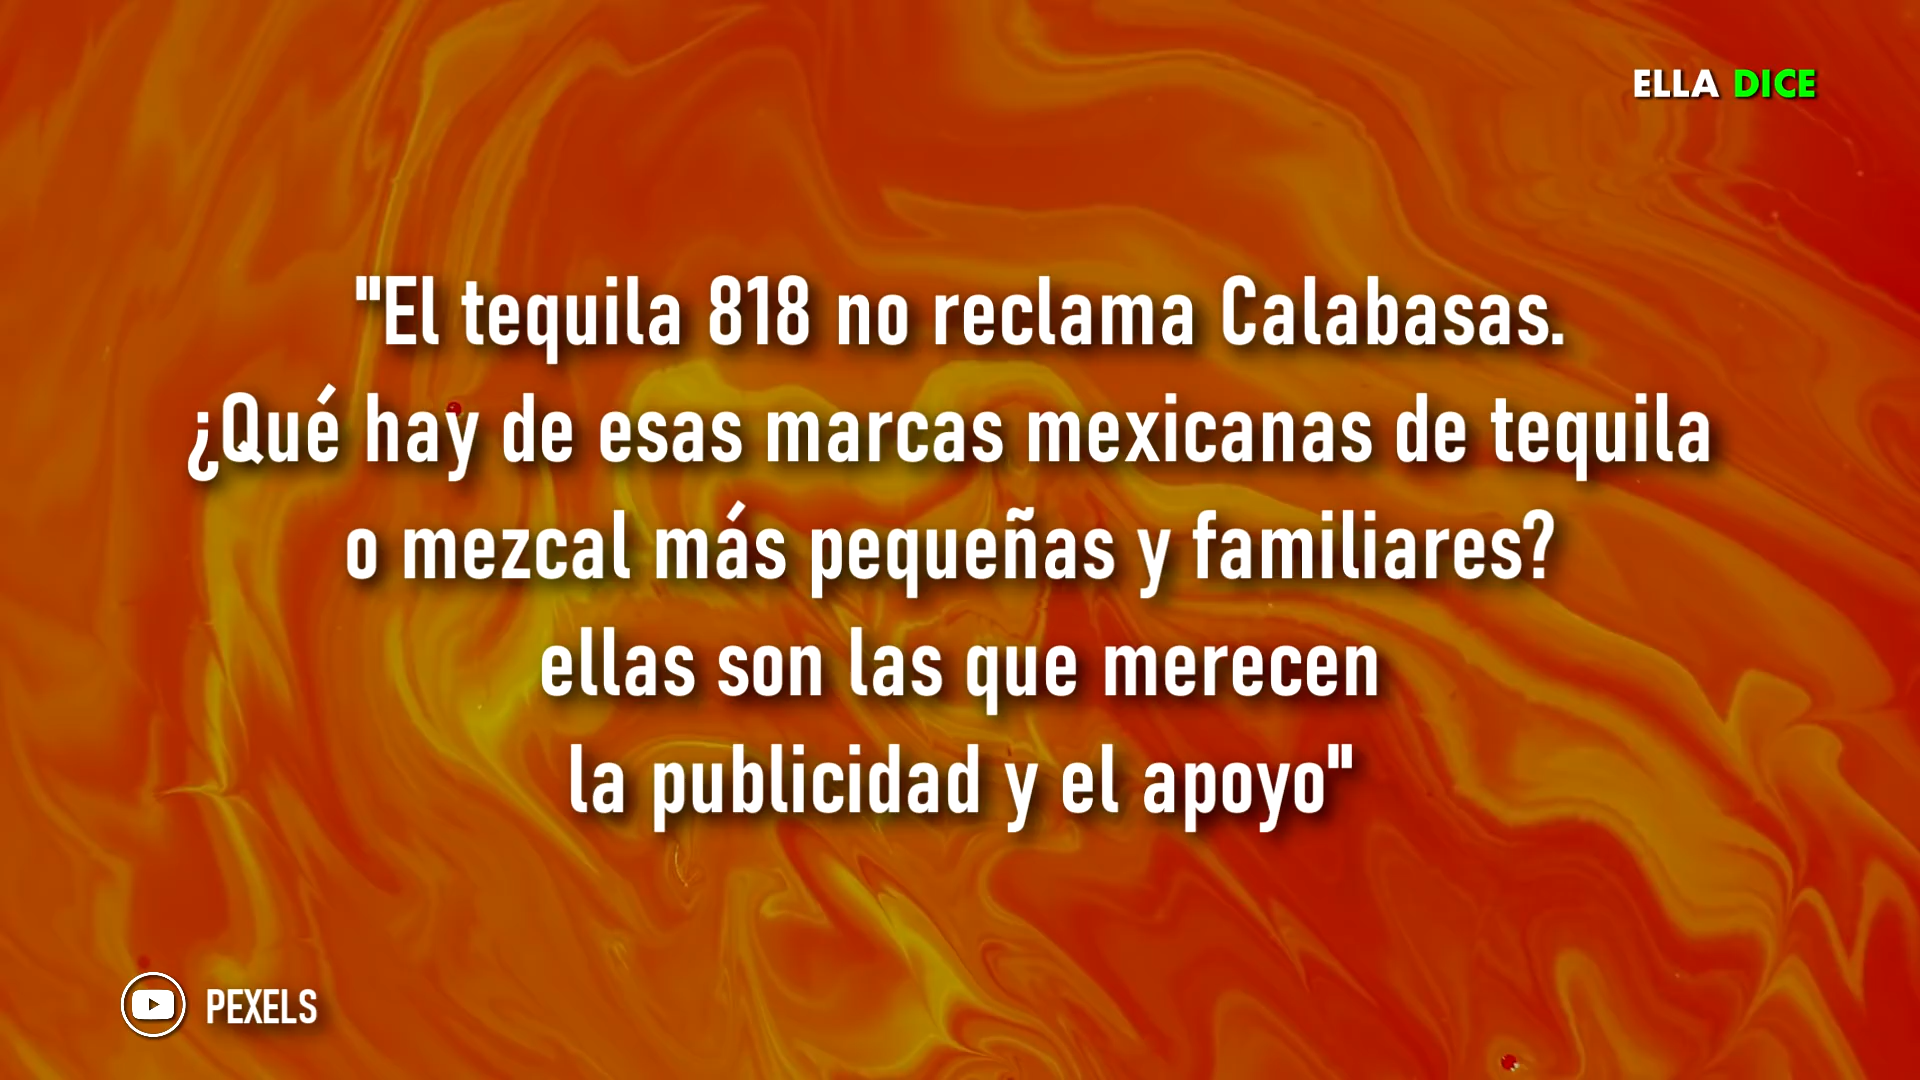 ELLA DICE
"El tequila 818 no reclama Calabasas.
¿Qué hay de esas marcas mexicanas de tequila
o mezcal más pequeñas y familiares?
ellas son las que merecen
la publicidad y el apoyo"
PEXELS